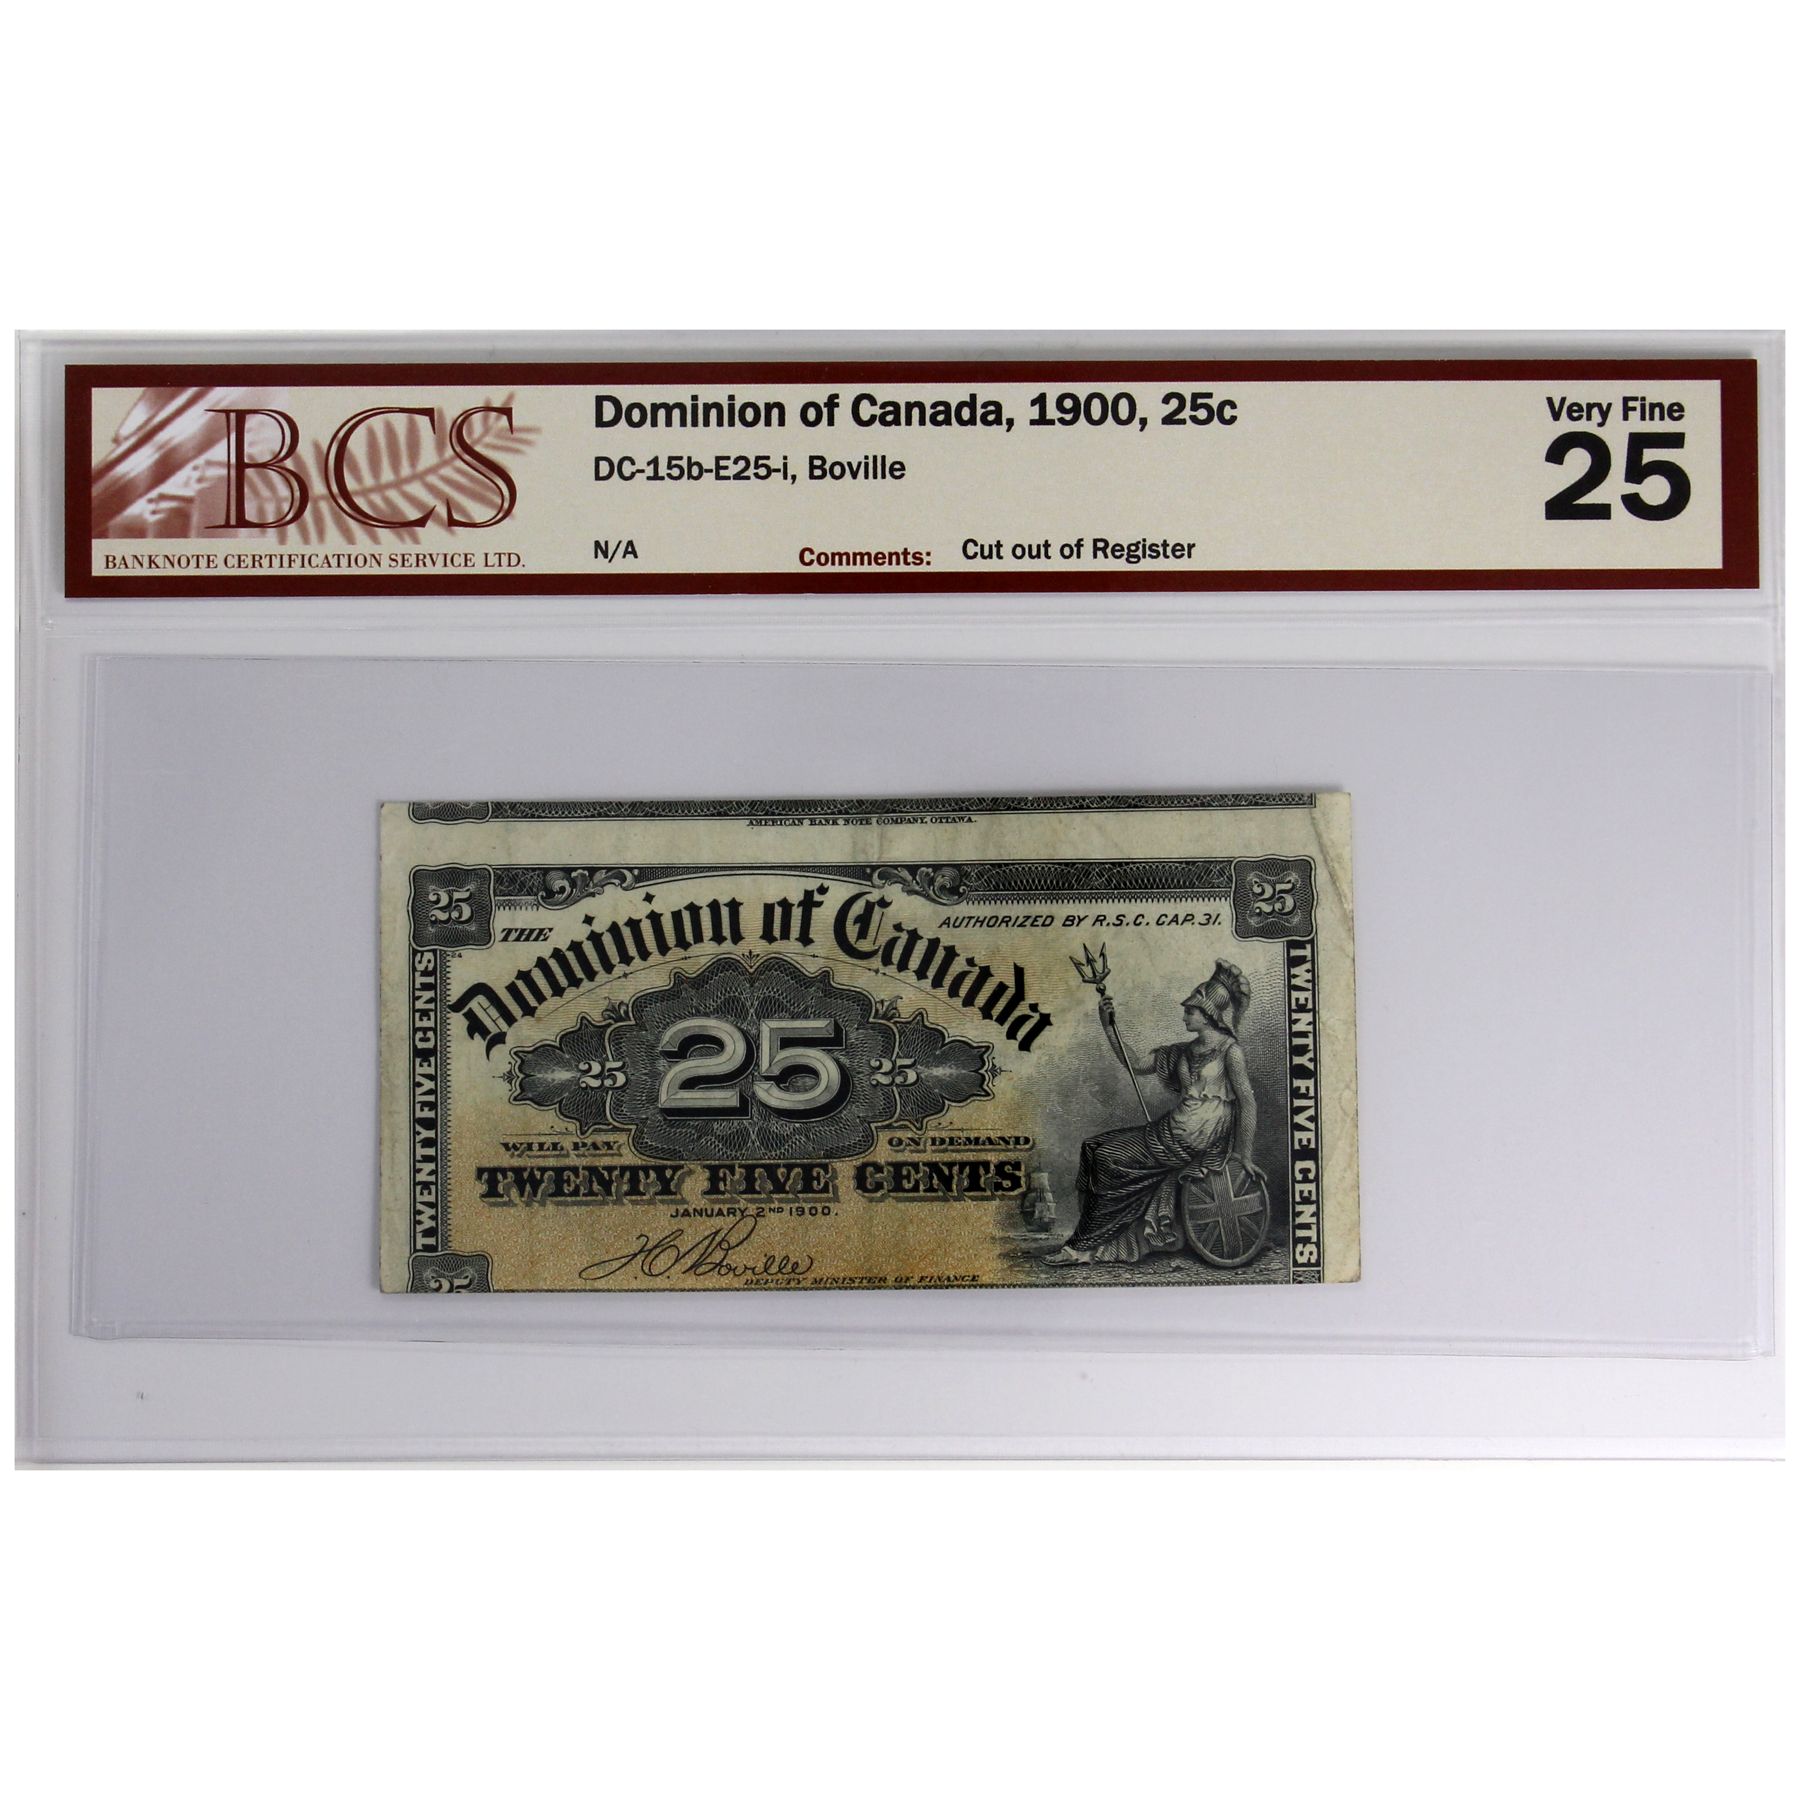 BCS
BANKNOTE CERTIFICATION SERVICE LTD.
Dominion of Canada, 1900, 25c
DC-15b-E25-i, Boville
N/A
Comments: Cut out of Register
Very Fine
25
AMERICAN BANK NOTE COMPANY, OTTAWA.
25
25
THE
Dominion of Canada
AUTHORIZED BY R.S.C. CAP. 31.
24
TWENTY FIVE CENTS
TWENTY FIVE CENTS
25
25
25
WILL PAY
ON DEMAND
TWENTY FIVE CENTS
JANUARY 2ND 1900.
H Boville
DEPUTY MINISTER OF FINANCE
25